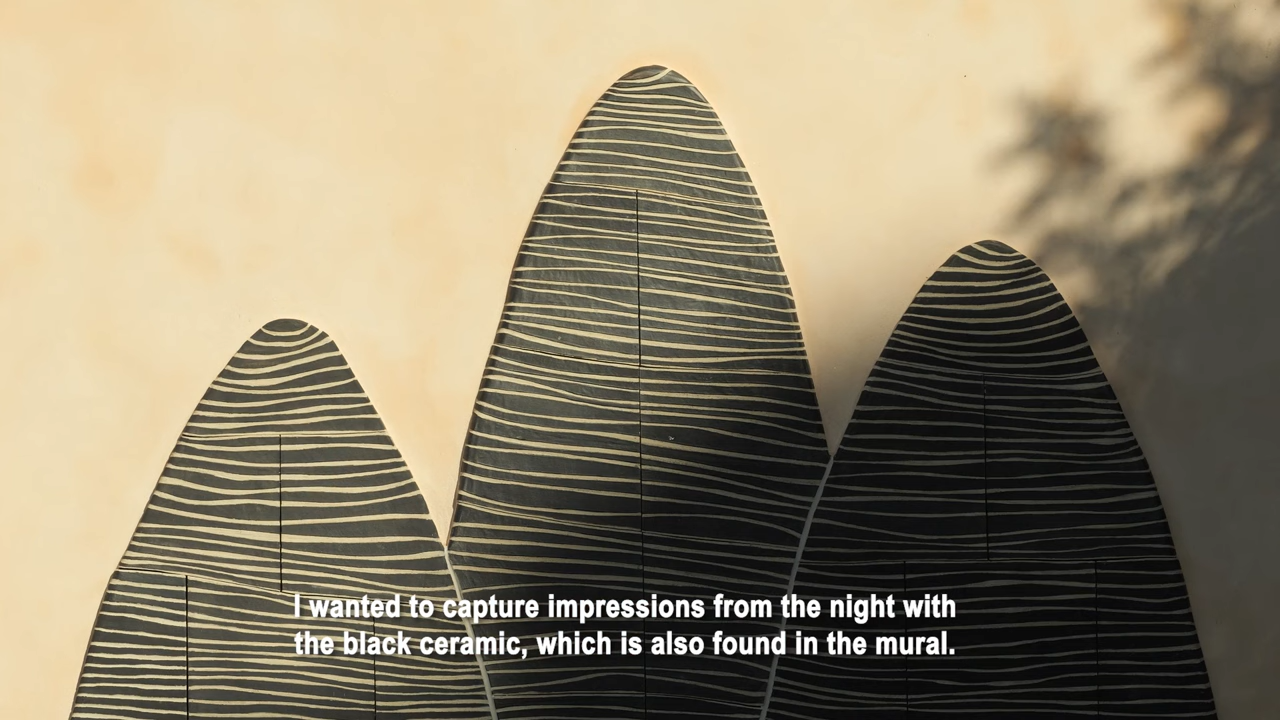 I wanted to capture impressions from the night with
the black ceramic, which is also found in the mural.